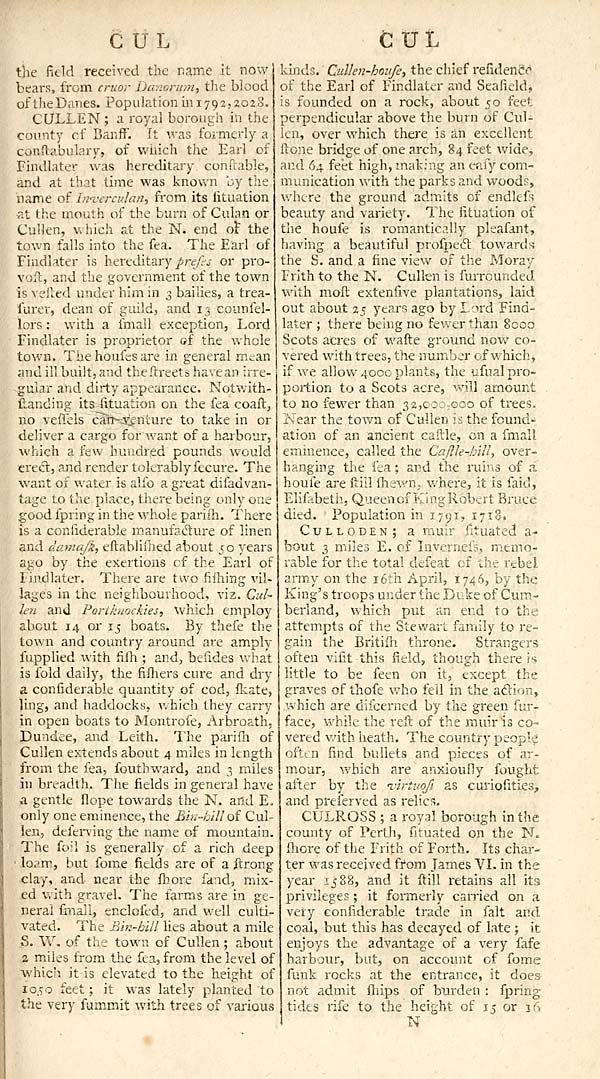 CUL
the ſield received the name it now
bears, from cruor Danorum, the blood
of the Danes. Population in 1792, 2028.
CULLEN; a royal borough in the
county of Banff. It was formerly a
conſtabulary, of which the Earl of
Findlater was hereditary conſtable,
and at that time was known by the
name of Inverculan, from its ſituation
at the mouth of the burn of Culan or
Cullen, which at the N. end of the
town falls into the ſea. The Earl of
Findlater is hereditary preſes or pro-
voſt, and the government of the town
is veſted under him in 3 bailies, a trea-
ſurer, dean of guild, and 13 counſel-
lors: with a ſmall exception, Lord
Findlater is proprietor of the whole
town. The houſes are in general mean
and ill built, and the ſtreets have an irre-
gular and dirty appearance. Notwith-
ſtanding its ſituation on the ſea coaſt,
no veſſels can venture to take in or
deliver a cargo for want of a harbour,
which a few hundred pounds would
erect, and render tolerably ſecure. The
want of water is alſo a great diſadvan-
tage to the place, there being only one
good ſpring in the whole pariſh. There
is a conſiderable manufacture of linen
and damaſk, eſtabliſhed about 50 years
ago by the exertions of the Earl of
Findlater. There are two fiſhing vil-
lages in the neighbourhood, viz. Cul-
len and Portknockies, which employ
about 14 or 15 boats. By theſe the
town and country around are amply
ſupplied with fiſh; and, beſides what
is ſold daily, the fiſhers cure and dry
a conſiderable quantity of cod, ſkate,
ling, and haddocks, which they carry
in open boats to Montroſe, Arbroath,
Dundee, and Leith. The pariſh of
Cullen extends about 4 miles in length
from the ſea, ſouthward, and 3 miles
in breadth. The fields in general have
a gentle ſlope towards the N. and E.
only one eminence, the Bin-hill of Cul-
len, deſerving the name of mountain.
The ſoil is generally of a rich deep
loam, but ſome fields are of a ſtrong
clay, and near the ſhore ſand, mix-
ed with gravel. The farms are in ge-
neral ſmall, encloſed, and well culti-
vated. The Bin-hill lies about a mile
S. W. of the town of Cullen; about
2 miles from the ſea, from the level of
which it is elevated to the height of
1050 feet; it was lately planted to
the very ſummit with trees of various
CUL
kinds. Cullen-houſe, the chief reſidence
of the Earl of Findlater and Seafield,
is founded on a rock, about 50 feet
perpendicular above the burn of Cul-
len, over which there is an excellent
ſtone bridge of one arch, 84 feet wide,
and 64 feet high, making an eaſy com-
munication with the parks and woods,
where the ground admits of endleſs
beauty and variety. The ſituation of
the houſe is romantically pleaſant,
having a beautiful proſpect towards
the S. and a fine view of the Moray
Frith to the N. Cullen is ſurrounded
with moſt extenſive plantations, laid
out about 25 years ago by Lord Find-
later; there being no fewer than 8000
Scots acres of waſte ground now co-
vered with trees, the number of which,
if we allow 4000 plants, the uſual pro-
portion to a Scots acre, will amount
to no fewer than 32,000,000 of trees.
Near the town of Cullen is the found-
ation of an ancient caſtle, on a ſmall
eminence, called the Caſtle-hill, over-
hanging the ſea; and the ruins of a
houſe are ſtill ſhewn, where, it is ſaid,
Eliſabeth, Queen of King Robert Bruce
died. Population in 1791, 1718.
CULLODEN; a muir ſituated a-
bout 3 miles E. of Inverneſs, memo-
rable for the total defeat of the rebel
army on the 16th April, 1746, by the
King's troops under the Duke of Cum-
berland, which put an end to the
attempts of the Stewart family to re-
gain the Britiſh throne. Strangers
often viſit this field, though there is
little to be ſeen on it, except the
graves of thoſe who fell in the action,
which are diſcerned by the green ſur-
face, while the reſt of the muir is co-
vered with heath. The country people
often find bullets and pieces of ar-
mour, which are anxiouſly ſought
after by the virtuoſi as curioſities,
and preſerved as relics.
CULROSS; a royal borough in the
county of Perth, ſituated on the N.
ſhore of the Frith of Forth. Its char-
ter was received from James VI. in the
year 1588, and it ſtill retains all its
privileges; it formerly carried on a
very conſiderable trade in ſalt and
coal, but this has decayed of late; it
enjoys the advantage of a very ſafe
harbour, but, on account of ſome
ſunk rocks at the entrance, it does
not admit ſhips of burden: ſpring
tides riſe to the height of 15 or 16
N